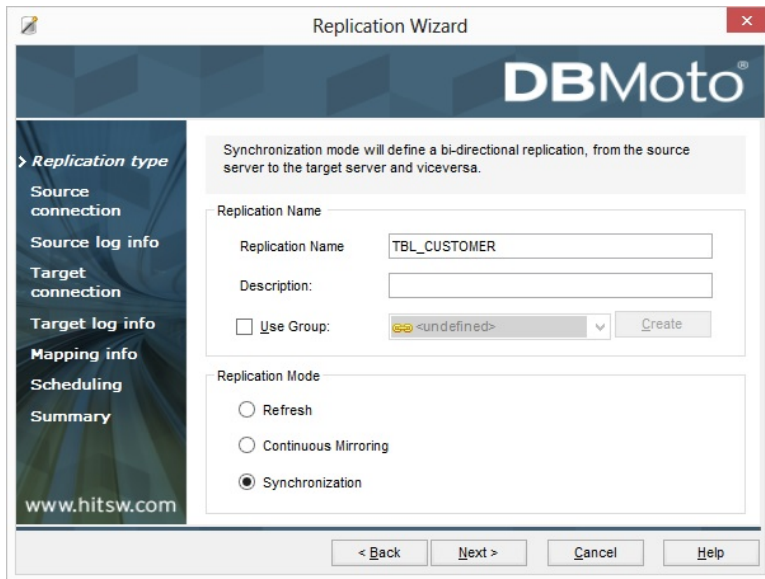 Replication Wizard
DBMoto®
Replication type
Source
connection
Source log info
Target
connection
Target log info
Mapping info
Scheduling
Summary
www.hitsw.com
Synchronization mode will define a bi-directional replication, from the source
server to the target server and viceversa.
Replication Name
Replication Name TBL_CUSTOMER
Description:
Use Group: <undefined> Create
Replication Mode
Refresh
Continuous Mirroring
Synchronization
< Back Next > Cancel Help